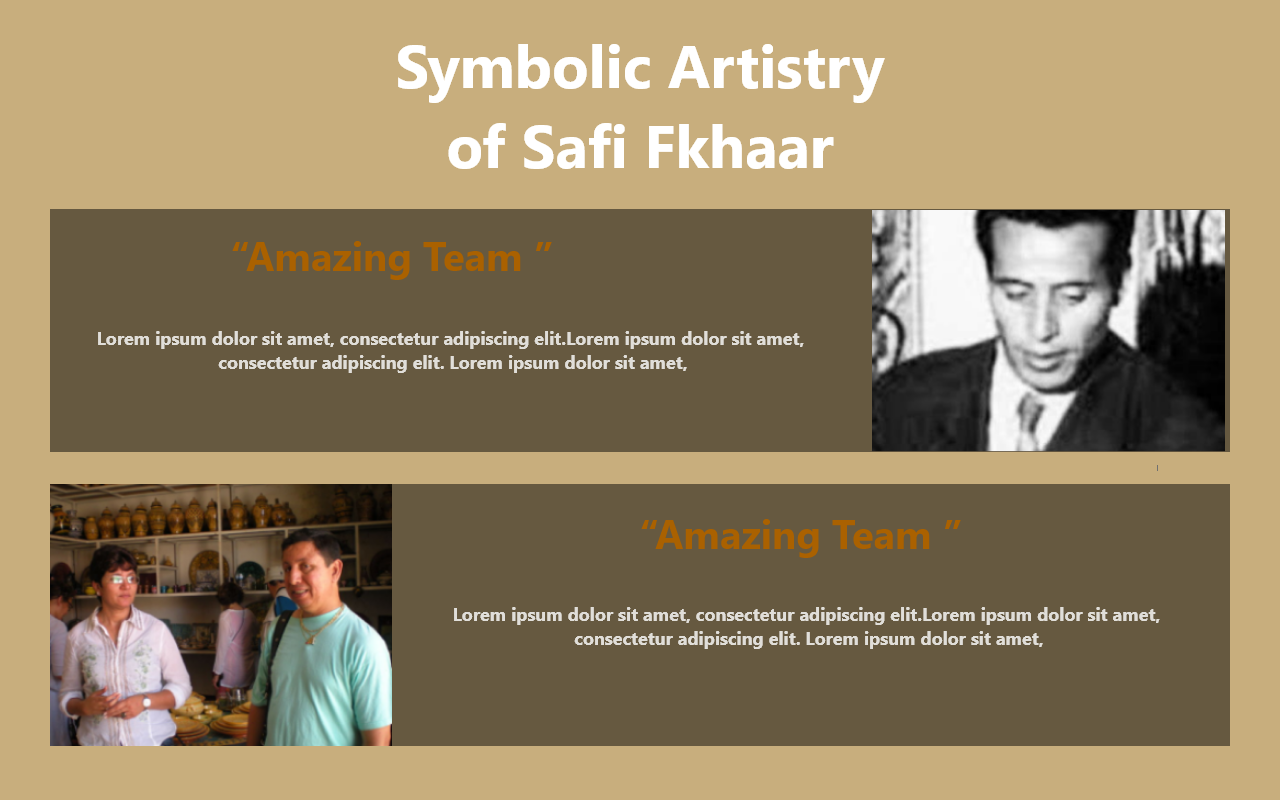 Symbolic Artistry
of Safi Fkhaar
“Amazing Team ”
Lorem ipsum dolor sit amet, consectetur adipiscing elit.Lorem ipsum dolor sit amet,
consectetur adipiscing elit. Lorem ipsum dolor sit amet,
“Amazing Team ”
Lorem ipsum dolor sit amet, consectetur adipiscing elit.Lorem ipsum dolor sit amet,
consectetur adipiscing elit. Lorem ipsum dolor sit amet,